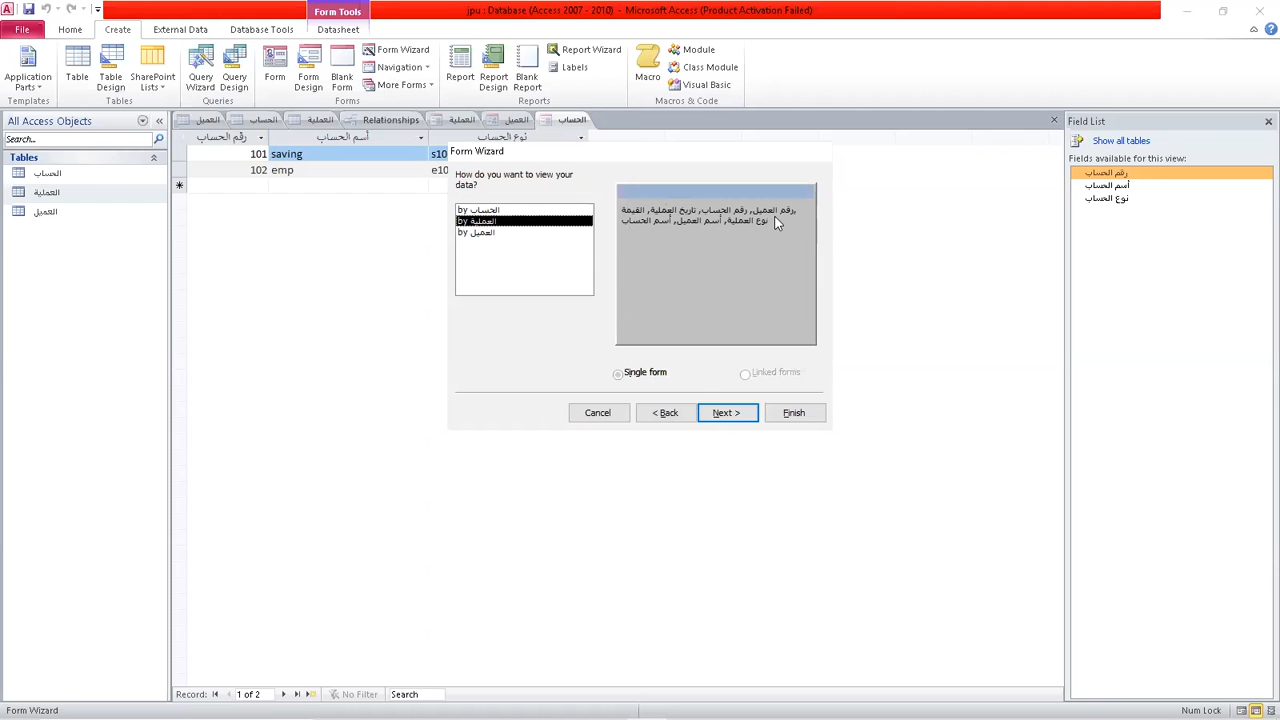 Form Tools
jpu : Database (Access 2007 - 2010) - Microsoft Access (Product Activation Failed)
File
Home
Create
External Data
Database Tools
Datasheet
Application Parts
Table
Table Design
SharePoint Lists
Query Wizard
Query Design
Form
Form Design
Blank Form
Form Wizard
Navigation
More Forms
Report
Report Design
Blank Report
Report Wizard
Labels
Macro
Module
Class Module
Visual Basic
Templates
Tables
Queries
Forms
Reports
Macros & Code
All Access Objects
Search...
Tables
الحساب
العملية
العميل
العميل
الحساب
العملية
Relationships
العملية
العميل
الحساب
رقم الحساب
أسم الحساب
نوع الحساب
101 saving s10
102 emp e10
Form Wizard
How do you want to view your
data?
by الحساب
by العملية
by العميل
رقم العميل, رقم الحساب, تاريخ العملية, القيمة,
نوع العملية, أسم العميل, أسم الحساب
Single form
Linked forms
Cancel
< Back
Next >
Finish
Field List
Show all tables
Fields available for this view:
رقم الحساب
أسم الحساب
نوع الحساب
Record:
1 of 2
No Filter
Search
Form Wizard
Num Lock